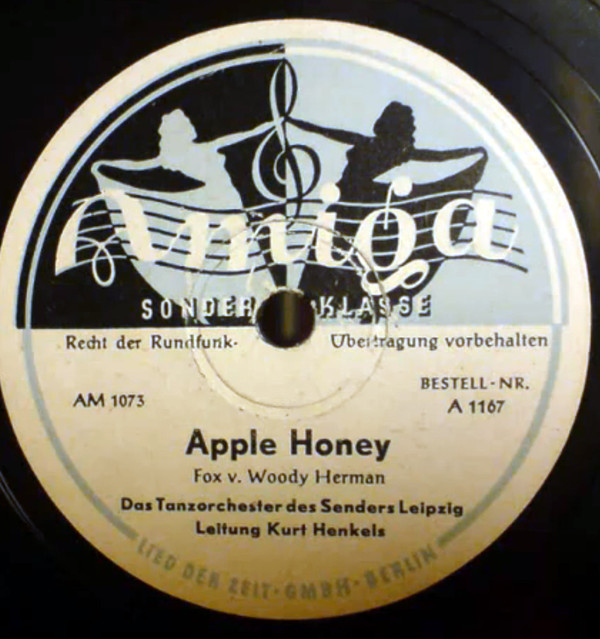 Amiga
SONDER KLASSE
Recht der Rundfunk- Übertragung vorbehalten
AM 1073
BESTELL-NR.
A 1167
Apple Honey
Fox v. Woody Herman
Das Tanzorchester des Senders Leipzig
Leitung Kurt Henkels
LIED DER ZEIT·GMBH·BERLIN